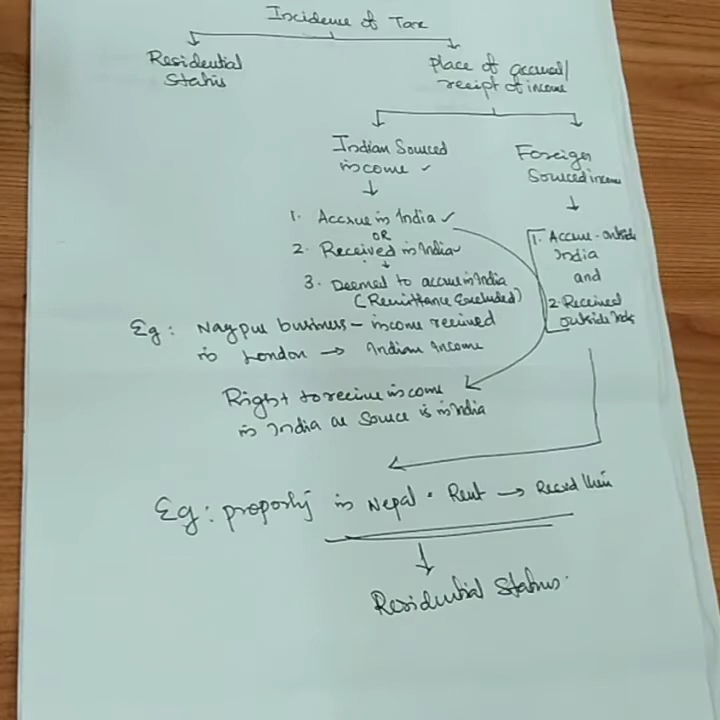 Incidence of Tax
Residential
Status
place of accrual/
receipt of income
Indian Sourced
income ✓
Foreign
Sourced income
1. Accrue in India ✓
OR
2. Received in India ✓
3. Deemed to accrue in India
(Remittance Excluded)
1. Accrue outside
India
and
2. Received
outside India
Eg: Nagpur business - income received
in London → Indian Income
Right to receive income
in India as Source is in India
Eg: property in Nepal. Rent →
Residential Status.